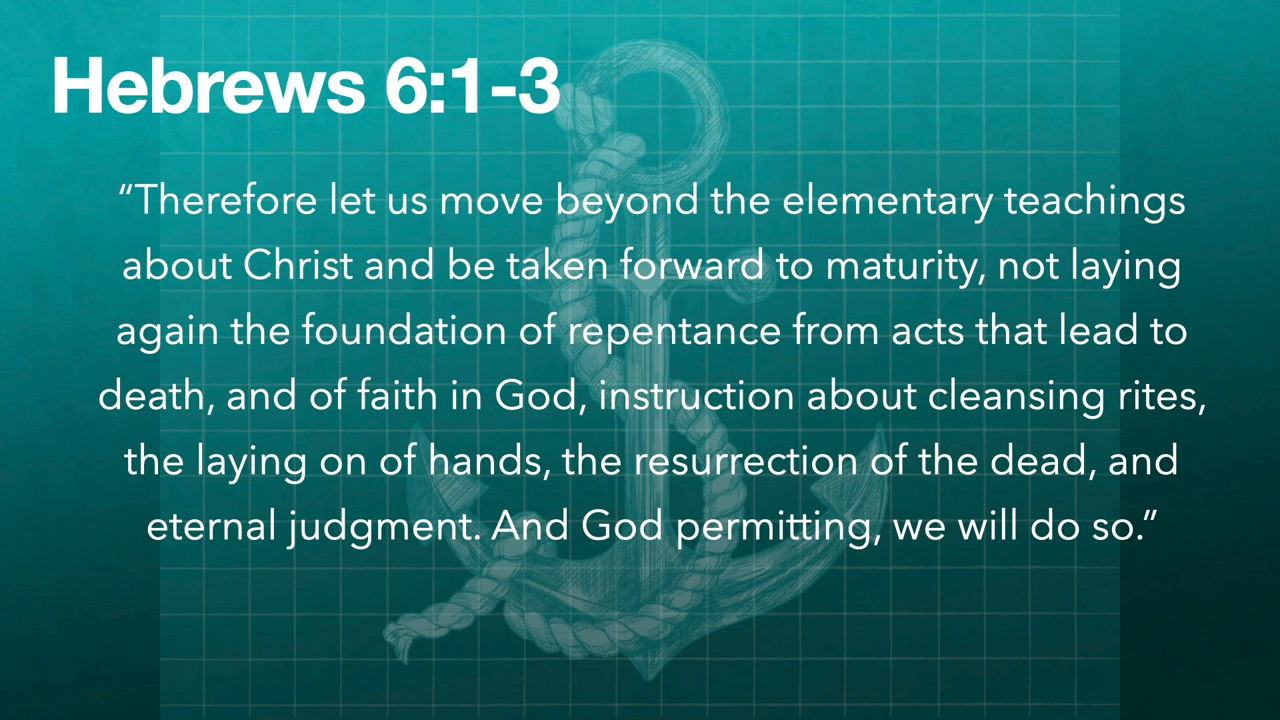 Hebrews 6:1-3
“Therefore let us move beyond the elementary teachings
about Christ and be taken forward to maturity, not laying
again the foundation of repentance from acts that lead to
death, and of faith in God, instruction about cleansing rites,
the laying on of hands, the resurrection of the dead, and
eternal judgment. And God permitting, we will do so.”